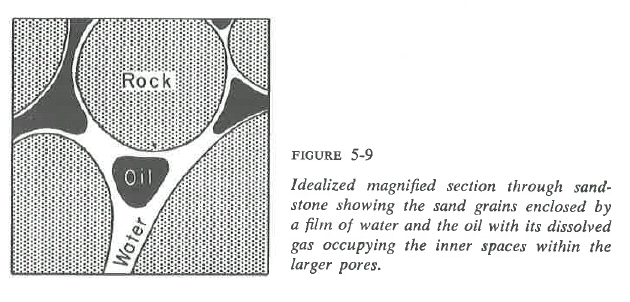 Rock
Oil
Water
FIGURE 5-9
Idealized magnified section through sand-
stone showing the sand grains enclosed by
a film of water and the oil with its dissolved
gas occupying the inner spaces within the
larger pores.